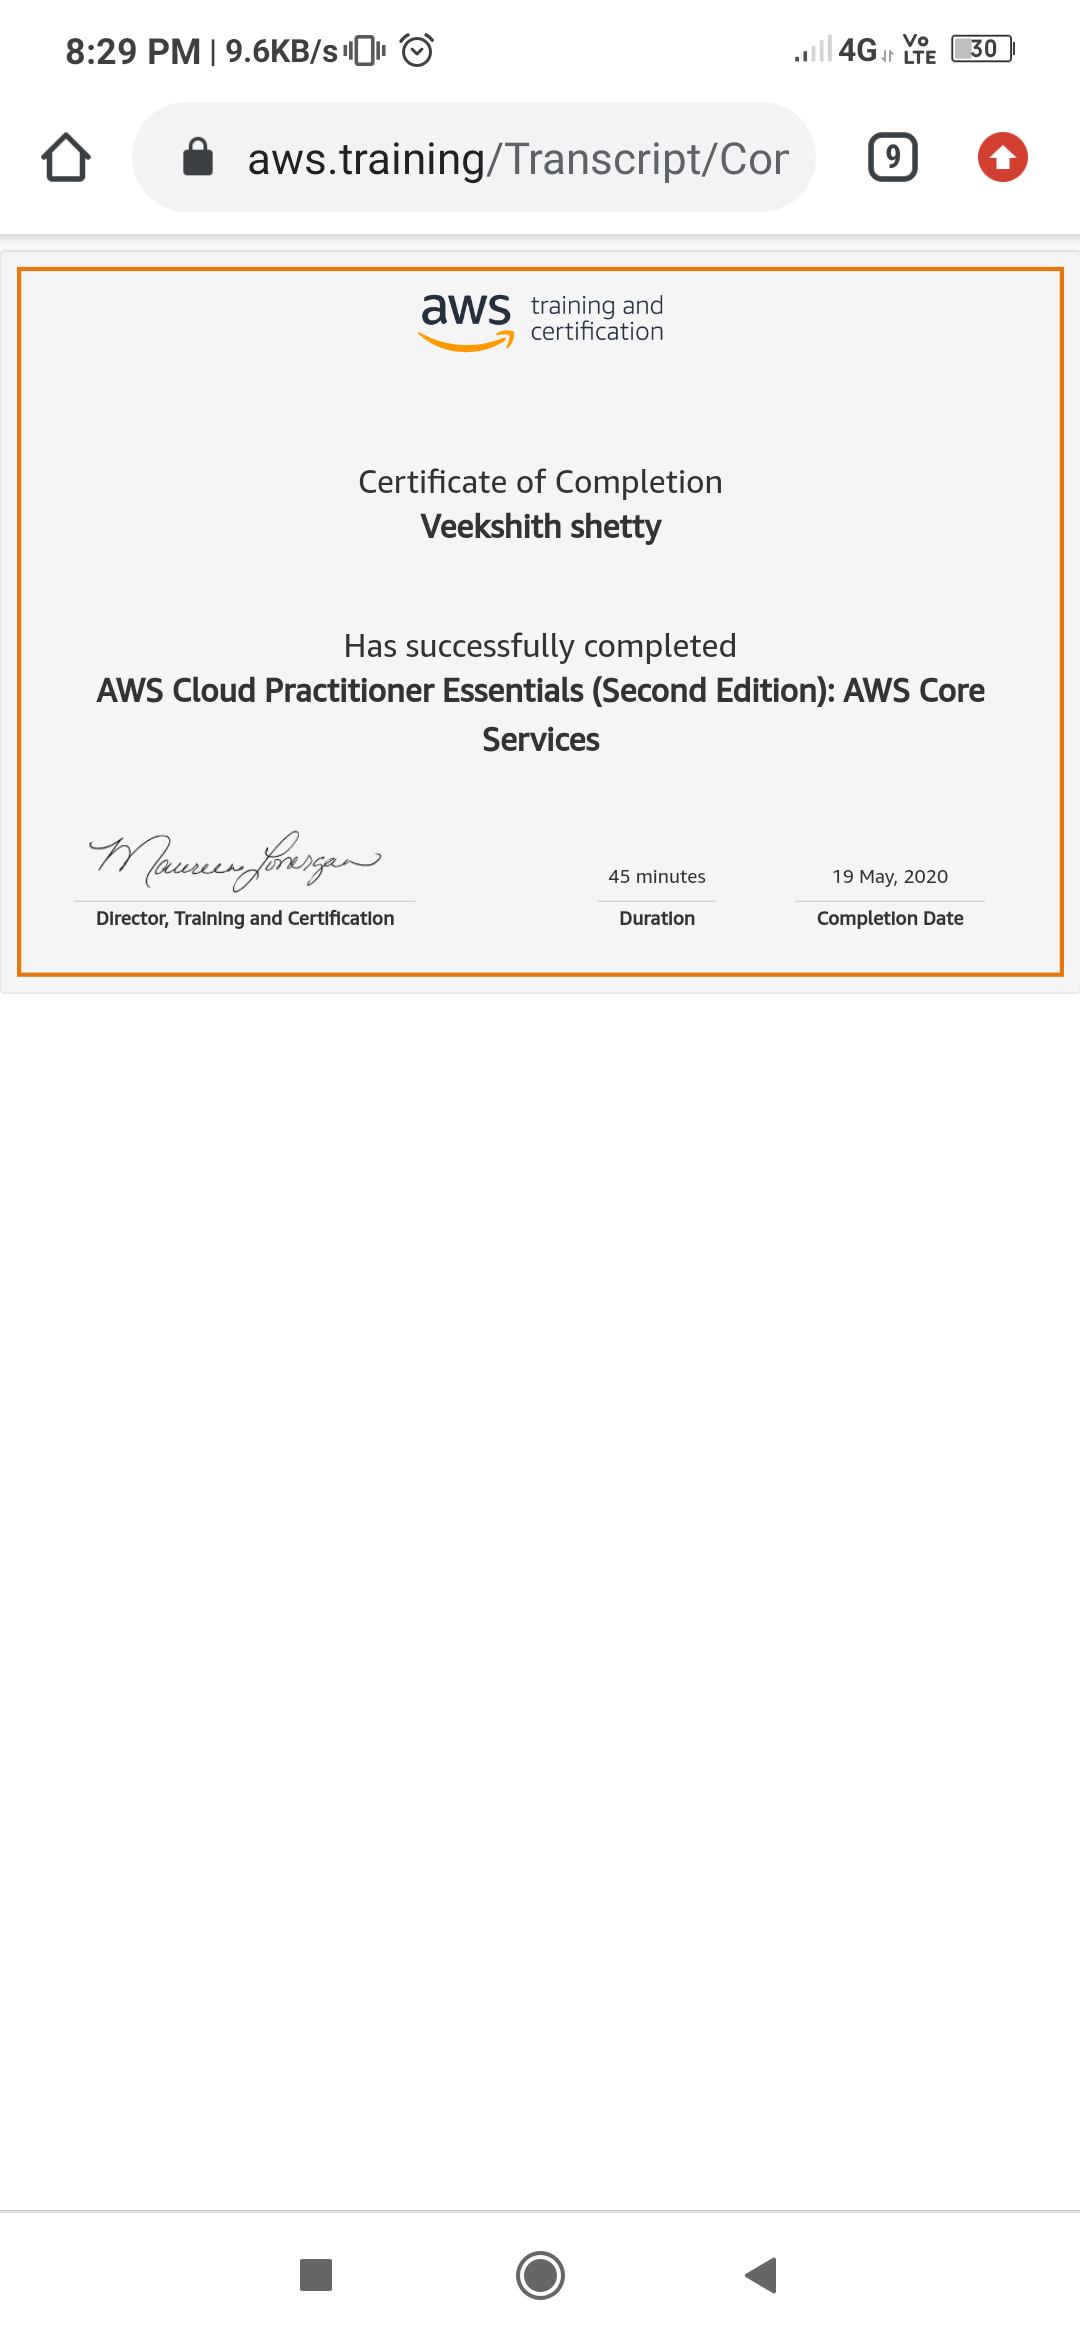 8:29 PM | 9.6KB/s 4G Vo LTE 30
aws.training/Transcript/Cor 9
aws training and
certification
Certificate of Completion
Veekshith shetty
Has successfully completed
AWS Cloud Practitioner Essentials (Second Edition): AWS Core
Services
Maureen Lonergan
45 minutes 19 May, 2020
Director, Training and Certification Duration Completion Date